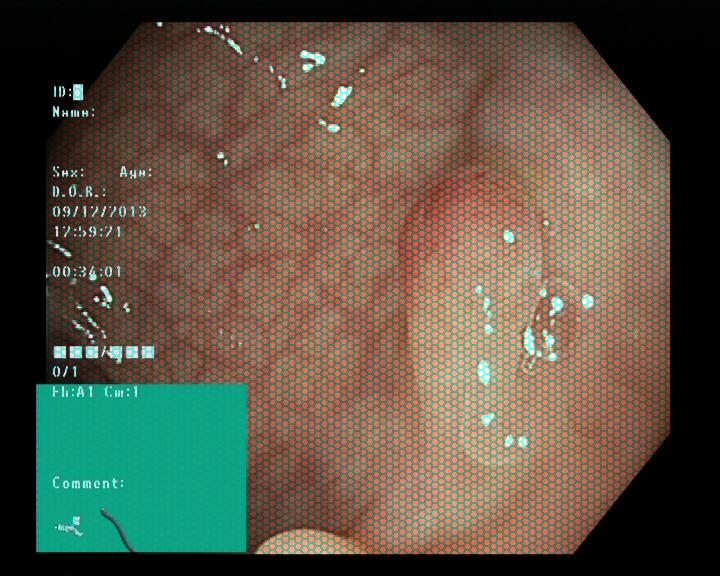 ID:
Name:
Sex: Age:
D.O.B.:
09/12/2013
12:59:21
00:34:01
0/1
Eh:A1 Cm:1
Comment: